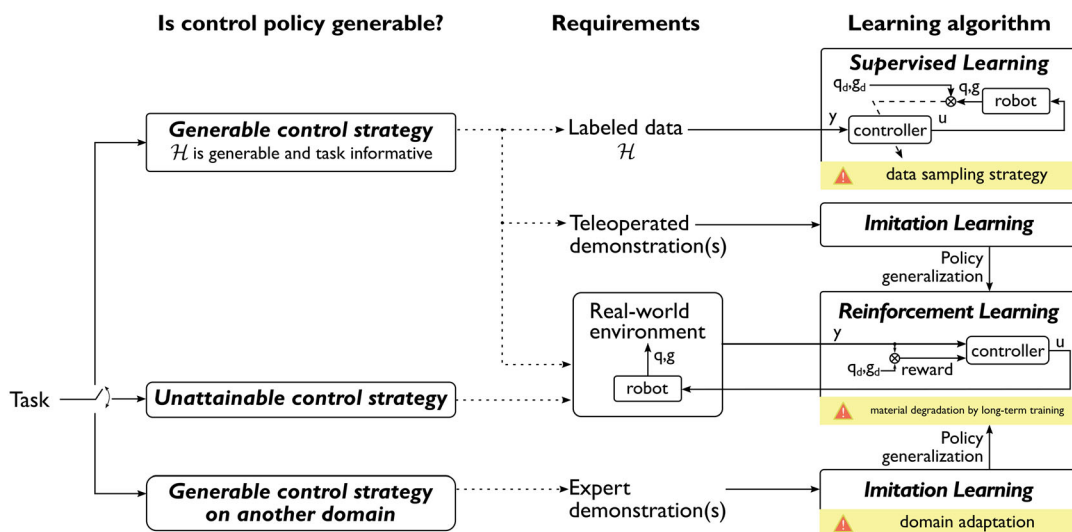 Is control policy generable?
Requirements
Learning algorithm
Supervised Learning
q_d,g_d
q,g
robot
y
controller
u
⚠ data sampling strategy
Generable control strategy
ℋ is generable and task informative
Labeled data
ℋ
Teleoperated
demonstration(s)
Imitation Learning
Policy
generalization
Real-world
environment
q,g
robot
Reinforcement Learning
y
controller
u
q_d,g_d
reward
⚠ material degradation by long-term training
Task
Unattainable control strategy
Policy
generalization
Generable control strategy
on another domain
Expert
demonstration(s)
Imitation Learning
⚠ domain adaptation